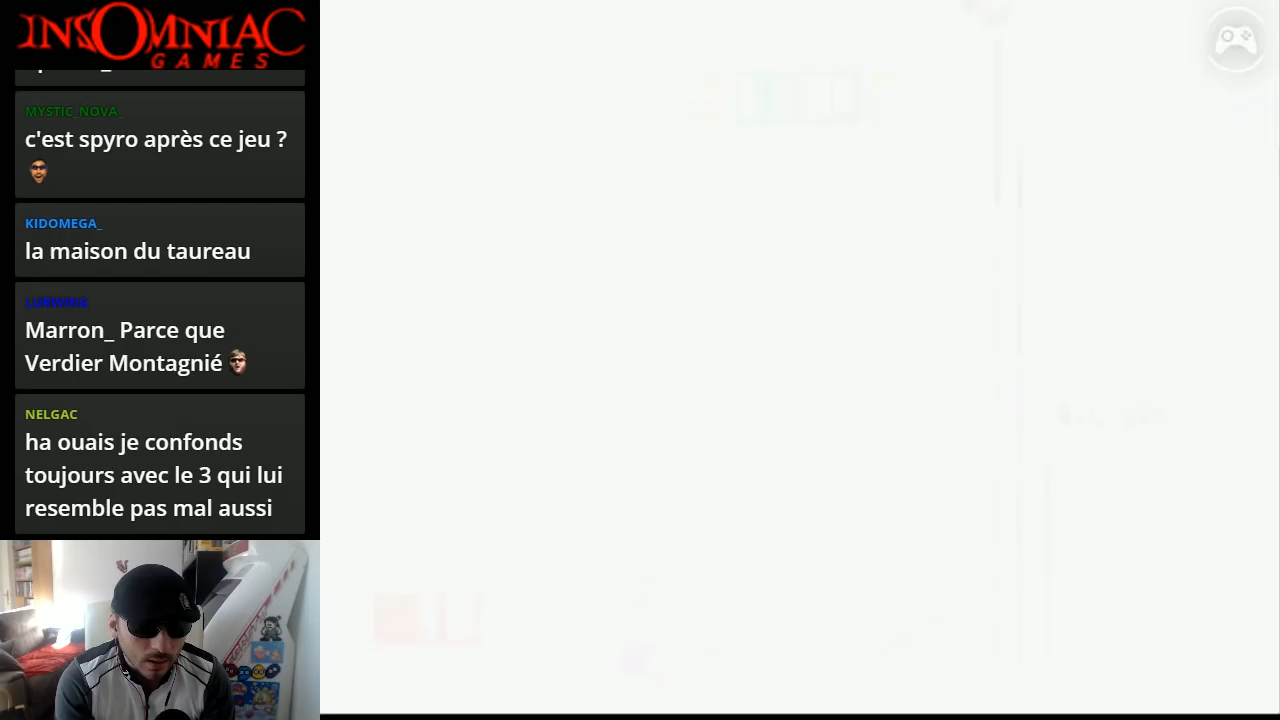 INSOMNIAC
GAMES
MYSTIC_NOVA_
c'est spyro après ce jeu ?
KIDOMEGA_
la maison du taureau
LURWING
Marron_ Parce que
Verdier Montagnié
NELGAC
ha ouais je confonds
toujours avec le 3 qui lui
resemble pas mal aussi